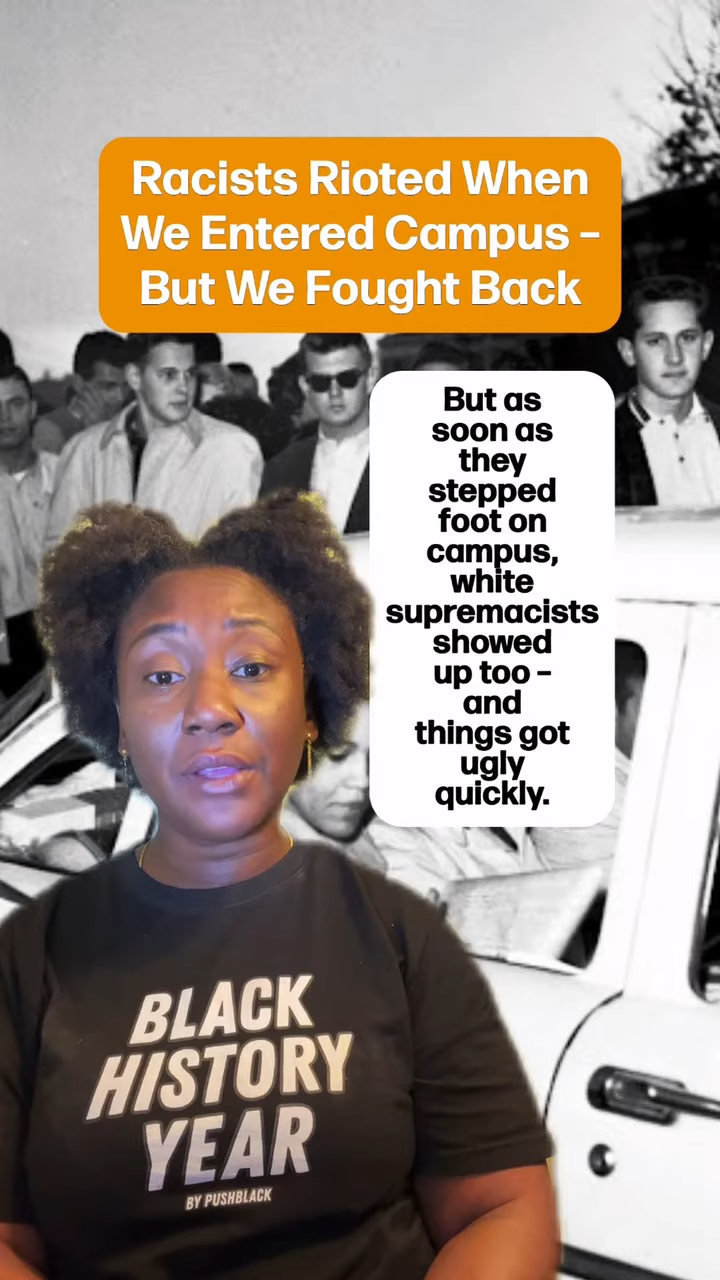 Racists Rioted When
We Entered Campus –
But We Fought Back
But as
soon as
they
stepped
foot on
campus,
white
supremacists
showed
up too –
and
things got
ugly
quickly.
BLACK
HISTORY
YEAR
BY PUSHBLACK